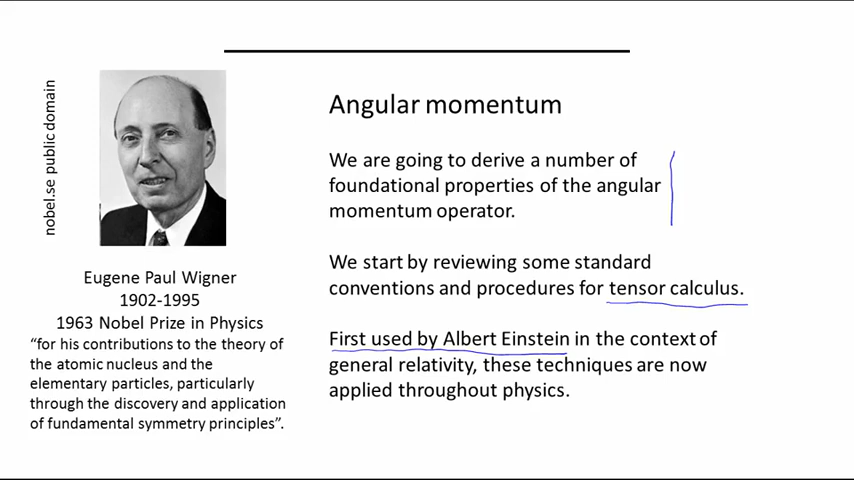 nobel.se public domain
Eugene Paul Wigner
1902-1995
1963 Nobel Prize in Physics
“for his contributions to the theory of
the atomic nucleus and the
elementary particles, particularly
through the discovery and application
of fundamental symmetry principles”.
Angular momentum
We are going to derive a number of
foundational properties of the angular
momentum operator.
We start by reviewing some standard
conventions and procedures for tensor calculus.
First used by Albert Einstein in the context of
general relativity, these techniques are now
applied throughout physics.